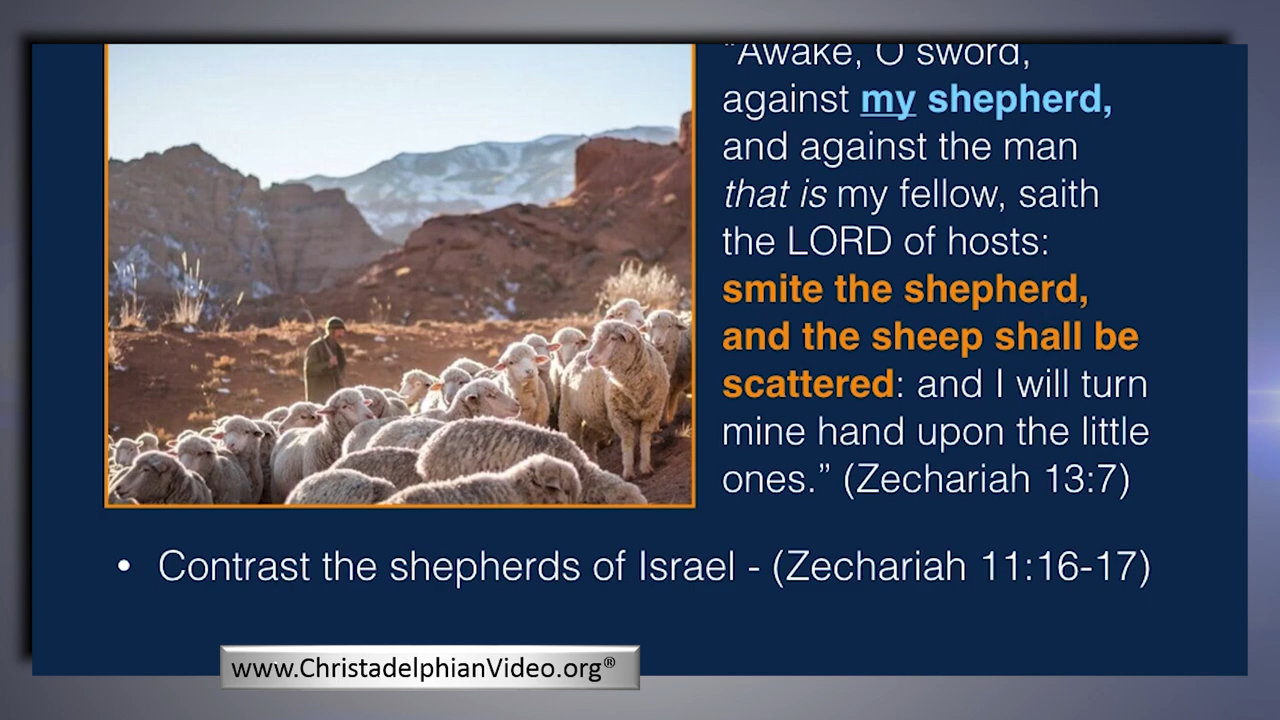 “Awake, O sword,
against my shepherd,
and against the man
that is my fellow, saith
the LORD of hosts:
smite the shepherd,
and the sheep shall be
scattered: and I will turn
mine hand upon the little
ones.” (Zechariah 13:7)
• Contrast the shepherds of Israel - (Zechariah 11:16-17)
www.ChristadelphianVideo.org®